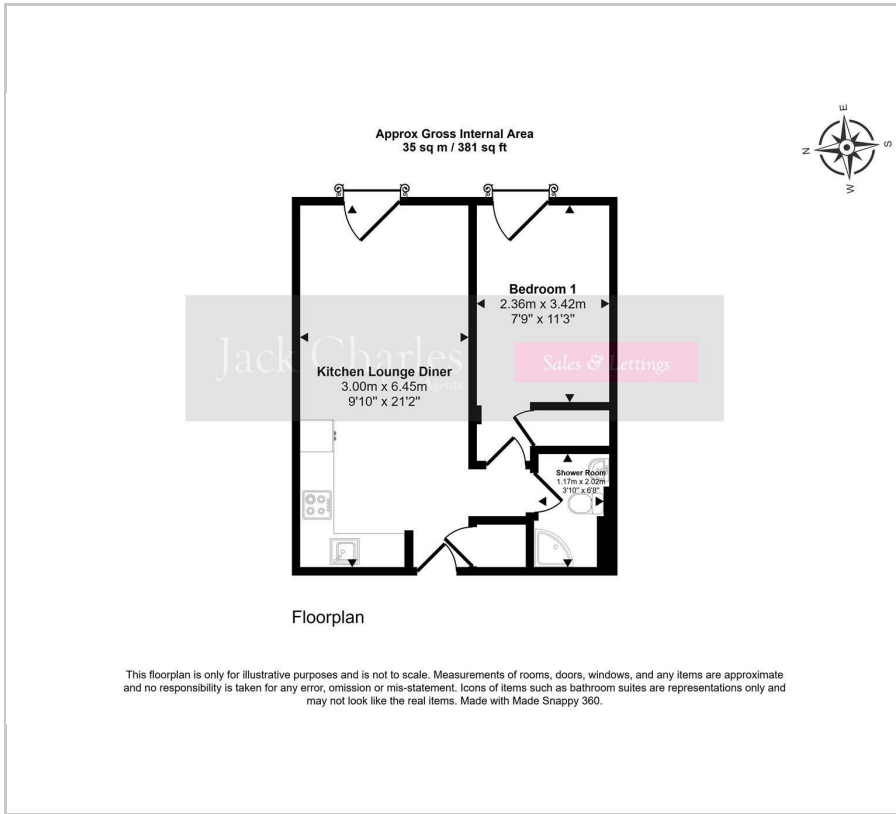 Approx Gross Internal Area
35 sq m / 381 sq ft
E
N
S
W
Bedroom 1
2.36m x 3.42m
7'9" x 11'3"
Jack Charles
Agents
Sales & Lettings
Kitchen Lounge Diner
3.00m x 6.45m
9'10" x 21'2"
Shower Room
1.17m x 2.02m
3'10" x 6'8"
Floorplan
This floorplan is only for illustrative purposes and is not to scale. Measurements of rooms, doors, windows, and any items are approximate
and no responsibility is taken for any error, omission or mis-statement. Icons of items such as bathroom suites are representations only and
may not look like the real items. Made with Made Snappy 360.